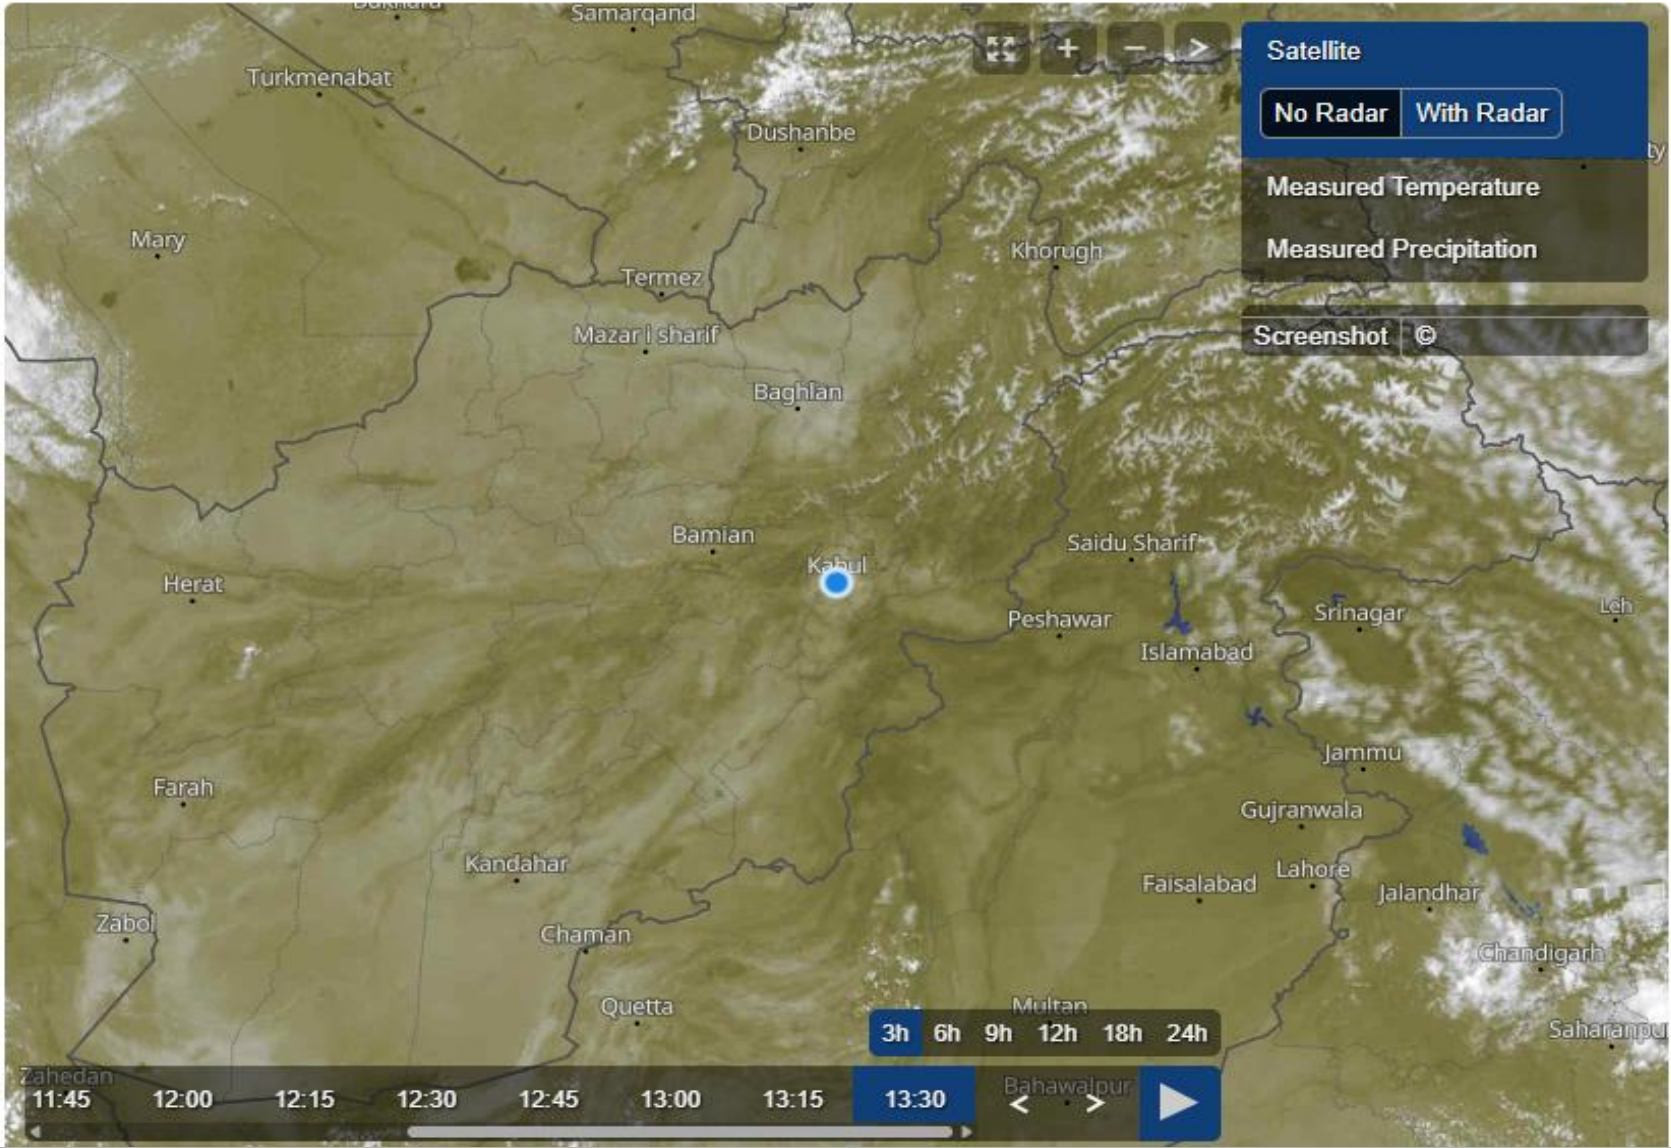 Samarqand
Turkmenabat
Dushanbe
Mary
Khorugh
Termez
Mazar I sharif
Baghlan
Bamian
Kabul
Saidu Sharif
Herat
Peshawar
Srinagar
Leh
Islamabad
Jammu
Farah
Gujranwala
Kandahar
Lahore
Faisalabad
Jalandhar
Zabol
Chaman
Chandigarh
Quetta
Multan
Saharanpu
Zahedan
Bahawalpur
+ − >
Satellite
No Radar With Radar
ty
Measured Temperature
Measured Precipitation
Screenshot ©
3h 6h 9h 12h 18h 24h
11:45 12:00 12:15 12:30 12:45 13:00 13:15 13:30 < >